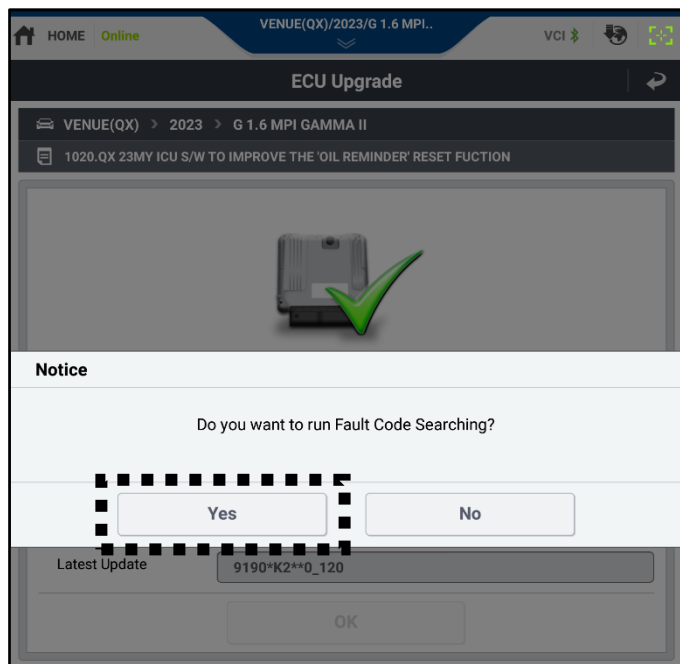 HOME Online
VENUE(QX)/2023/G 1.6 MPI..
VCI
ECU Upgrade
VENUE(QX) > 2023 > G 1.6 MPI GAMMA II
1020.QX 23MY ICU S/W TO IMPROVE THE 'OIL REMINDER' RESET FUCTION
Notice
Do you want to run Fault Code Searching?
Yes
No
Latest Update
9190*K2**0_120
OK